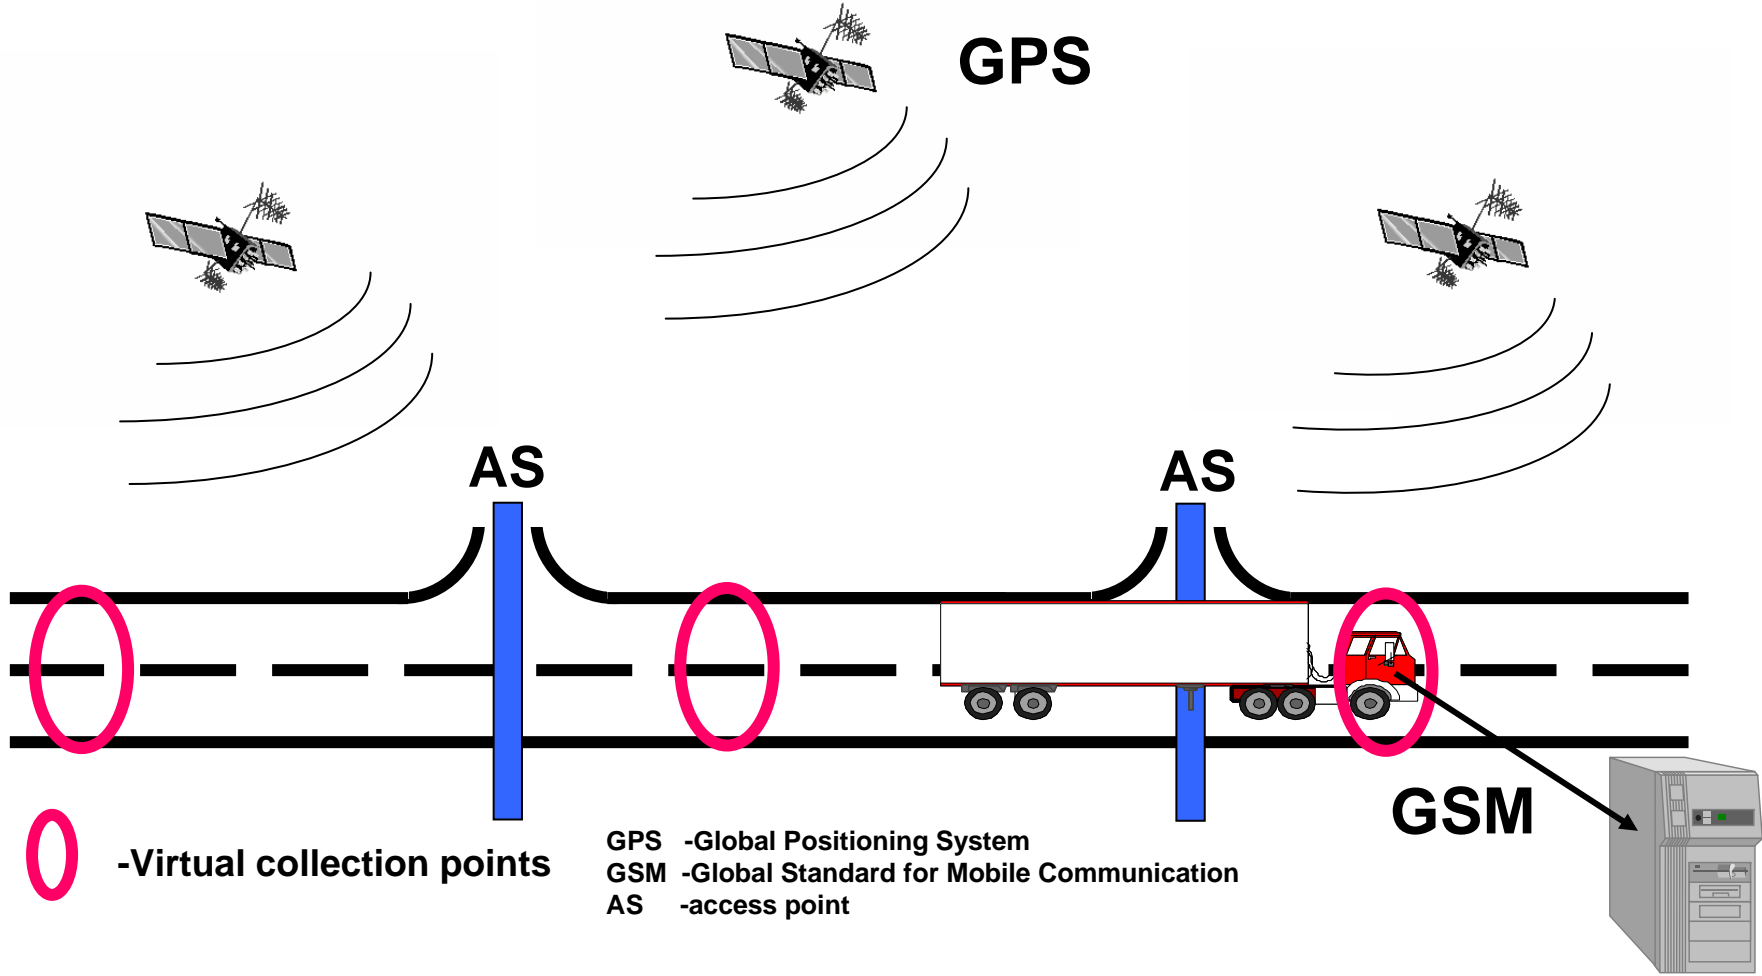 GPS
AS
AS
GSM
-Virtual collection points
GPS -Global Positioning System
GSM -Global Standard for Mobile Communication
AS -access point